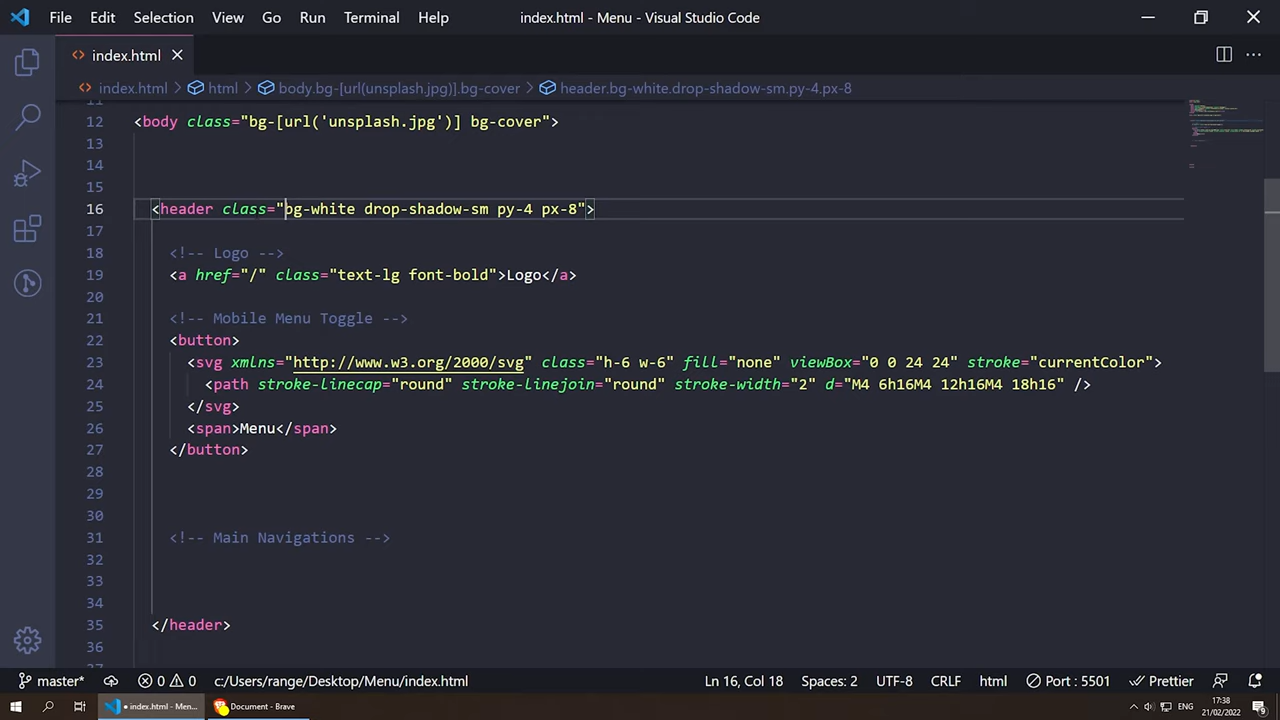 File Edit Selection View Go Run Terminal Help index.html - Menu - Visual Studio Code
index.html
index.html html body.bg-[url(unsplash.jpg)].bg-cover header.bg-white.drop-shadow-sm.py-4.px-8
11
12 <body class="bg-[url('unsplash.jpg')] bg-cover">
13
14
15
16 <header class="bg-white drop-shadow-sm py-4 px-8">
17
18 <!-- Logo -->
19 <a href="/" class="text-lg font-bold">Logo</a>
20
21 <!-- Mobile Menu Toggle -->
22 <button>
23 <svg xmlns="http://www.w3.org/2000/svg" class="h-6 w-6" fill="none" viewBox="0 0 24 24" stroke="currentColor">
24 <path stroke-linecap="round" stroke-linejoin="round" stroke-width="2" d="M4 6h16M4 12h16M4 18h16" />
25 </svg>
26 <span>Menu</span>
27 </button>
28
29
30
31 <!-- Main Navigations -->
32
33
34
35 </header>
36
37
master* 0 0 c:/Users/range/Desktop/Menu/index.html Ln 16, Col 18 Spaces: 2 UTF-8 CRLF html Port : 5501 Prettier
index.html - Men... Document - Brave ENG 17:38
21/02/2022